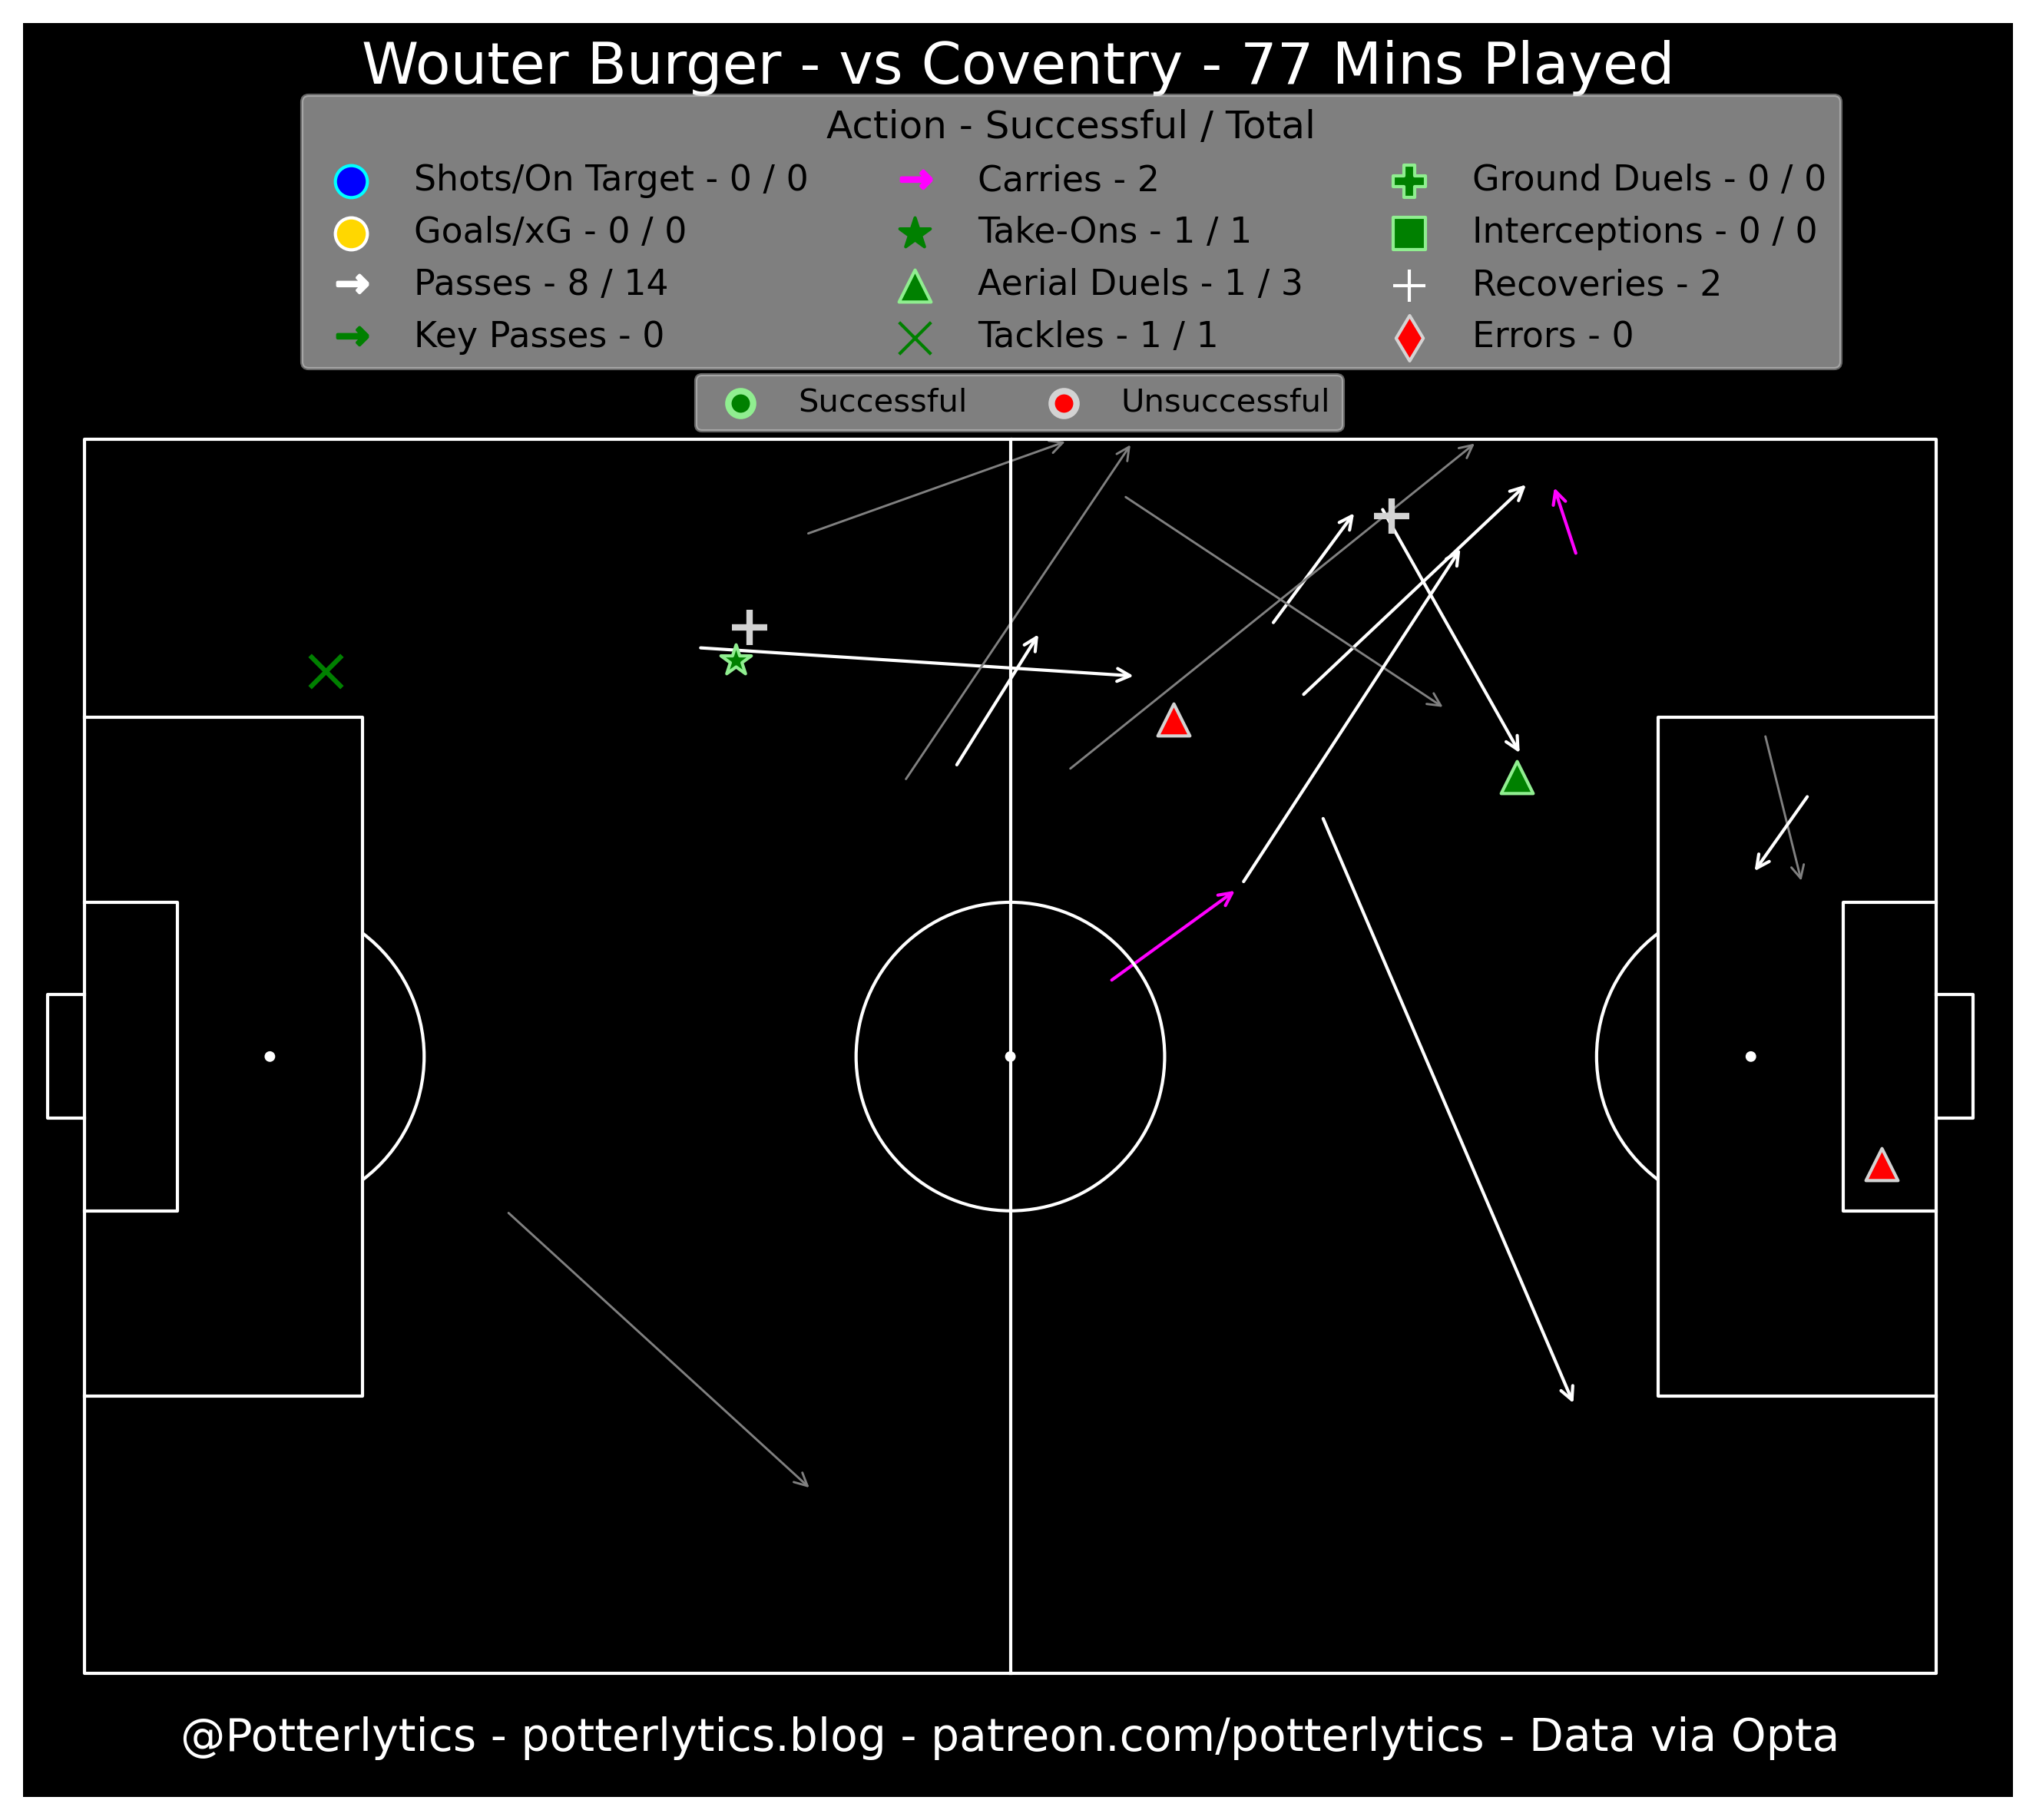 Wouter Burger - vs Coventry - 77 Mins Played
Action - Successful / Total
Shots/On Target - 0 / 0
Goals/xG - 0 / 0
Passes - 8 / 14
Key Passes - 0
Carries - 2
Take-Ons - 1 / 1
Aerial Duels - 1 / 3
Tackles - 1 / 1
Ground Duels - 0 / 0
Interceptions - 0 / 0
Recoveries - 2
Errors - 0
Successful
Unsuccessful
@Potterlytics - potterlytics.blog - patreon.com/potterlytics - Data via Opta